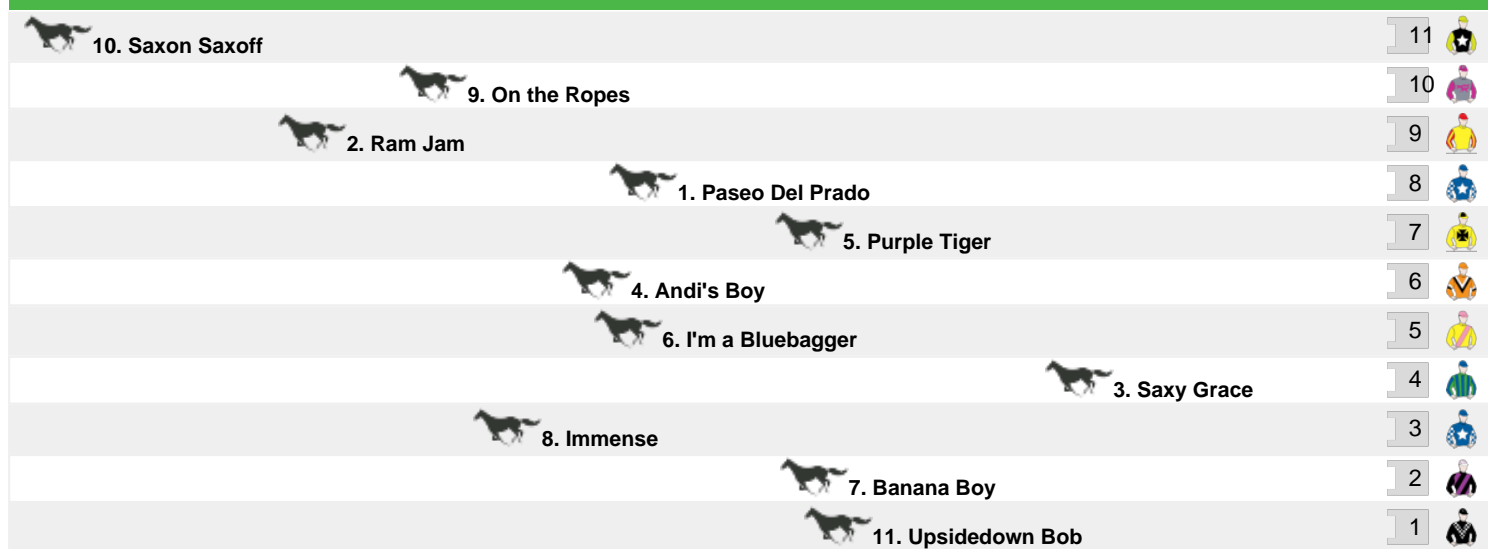 10. Saxon Saxoff 11
9. On the Ropes 10
2. Ram Jam 9
1. Paseo Del Prado 8
5. Purple Tiger 7
4. Andi's Boy 6
6. I'm a Bluebagger 5
3. Saxy Grace 4
8. Immense 3
7. Banana Boy 2
11. Upsidedown Bob 1